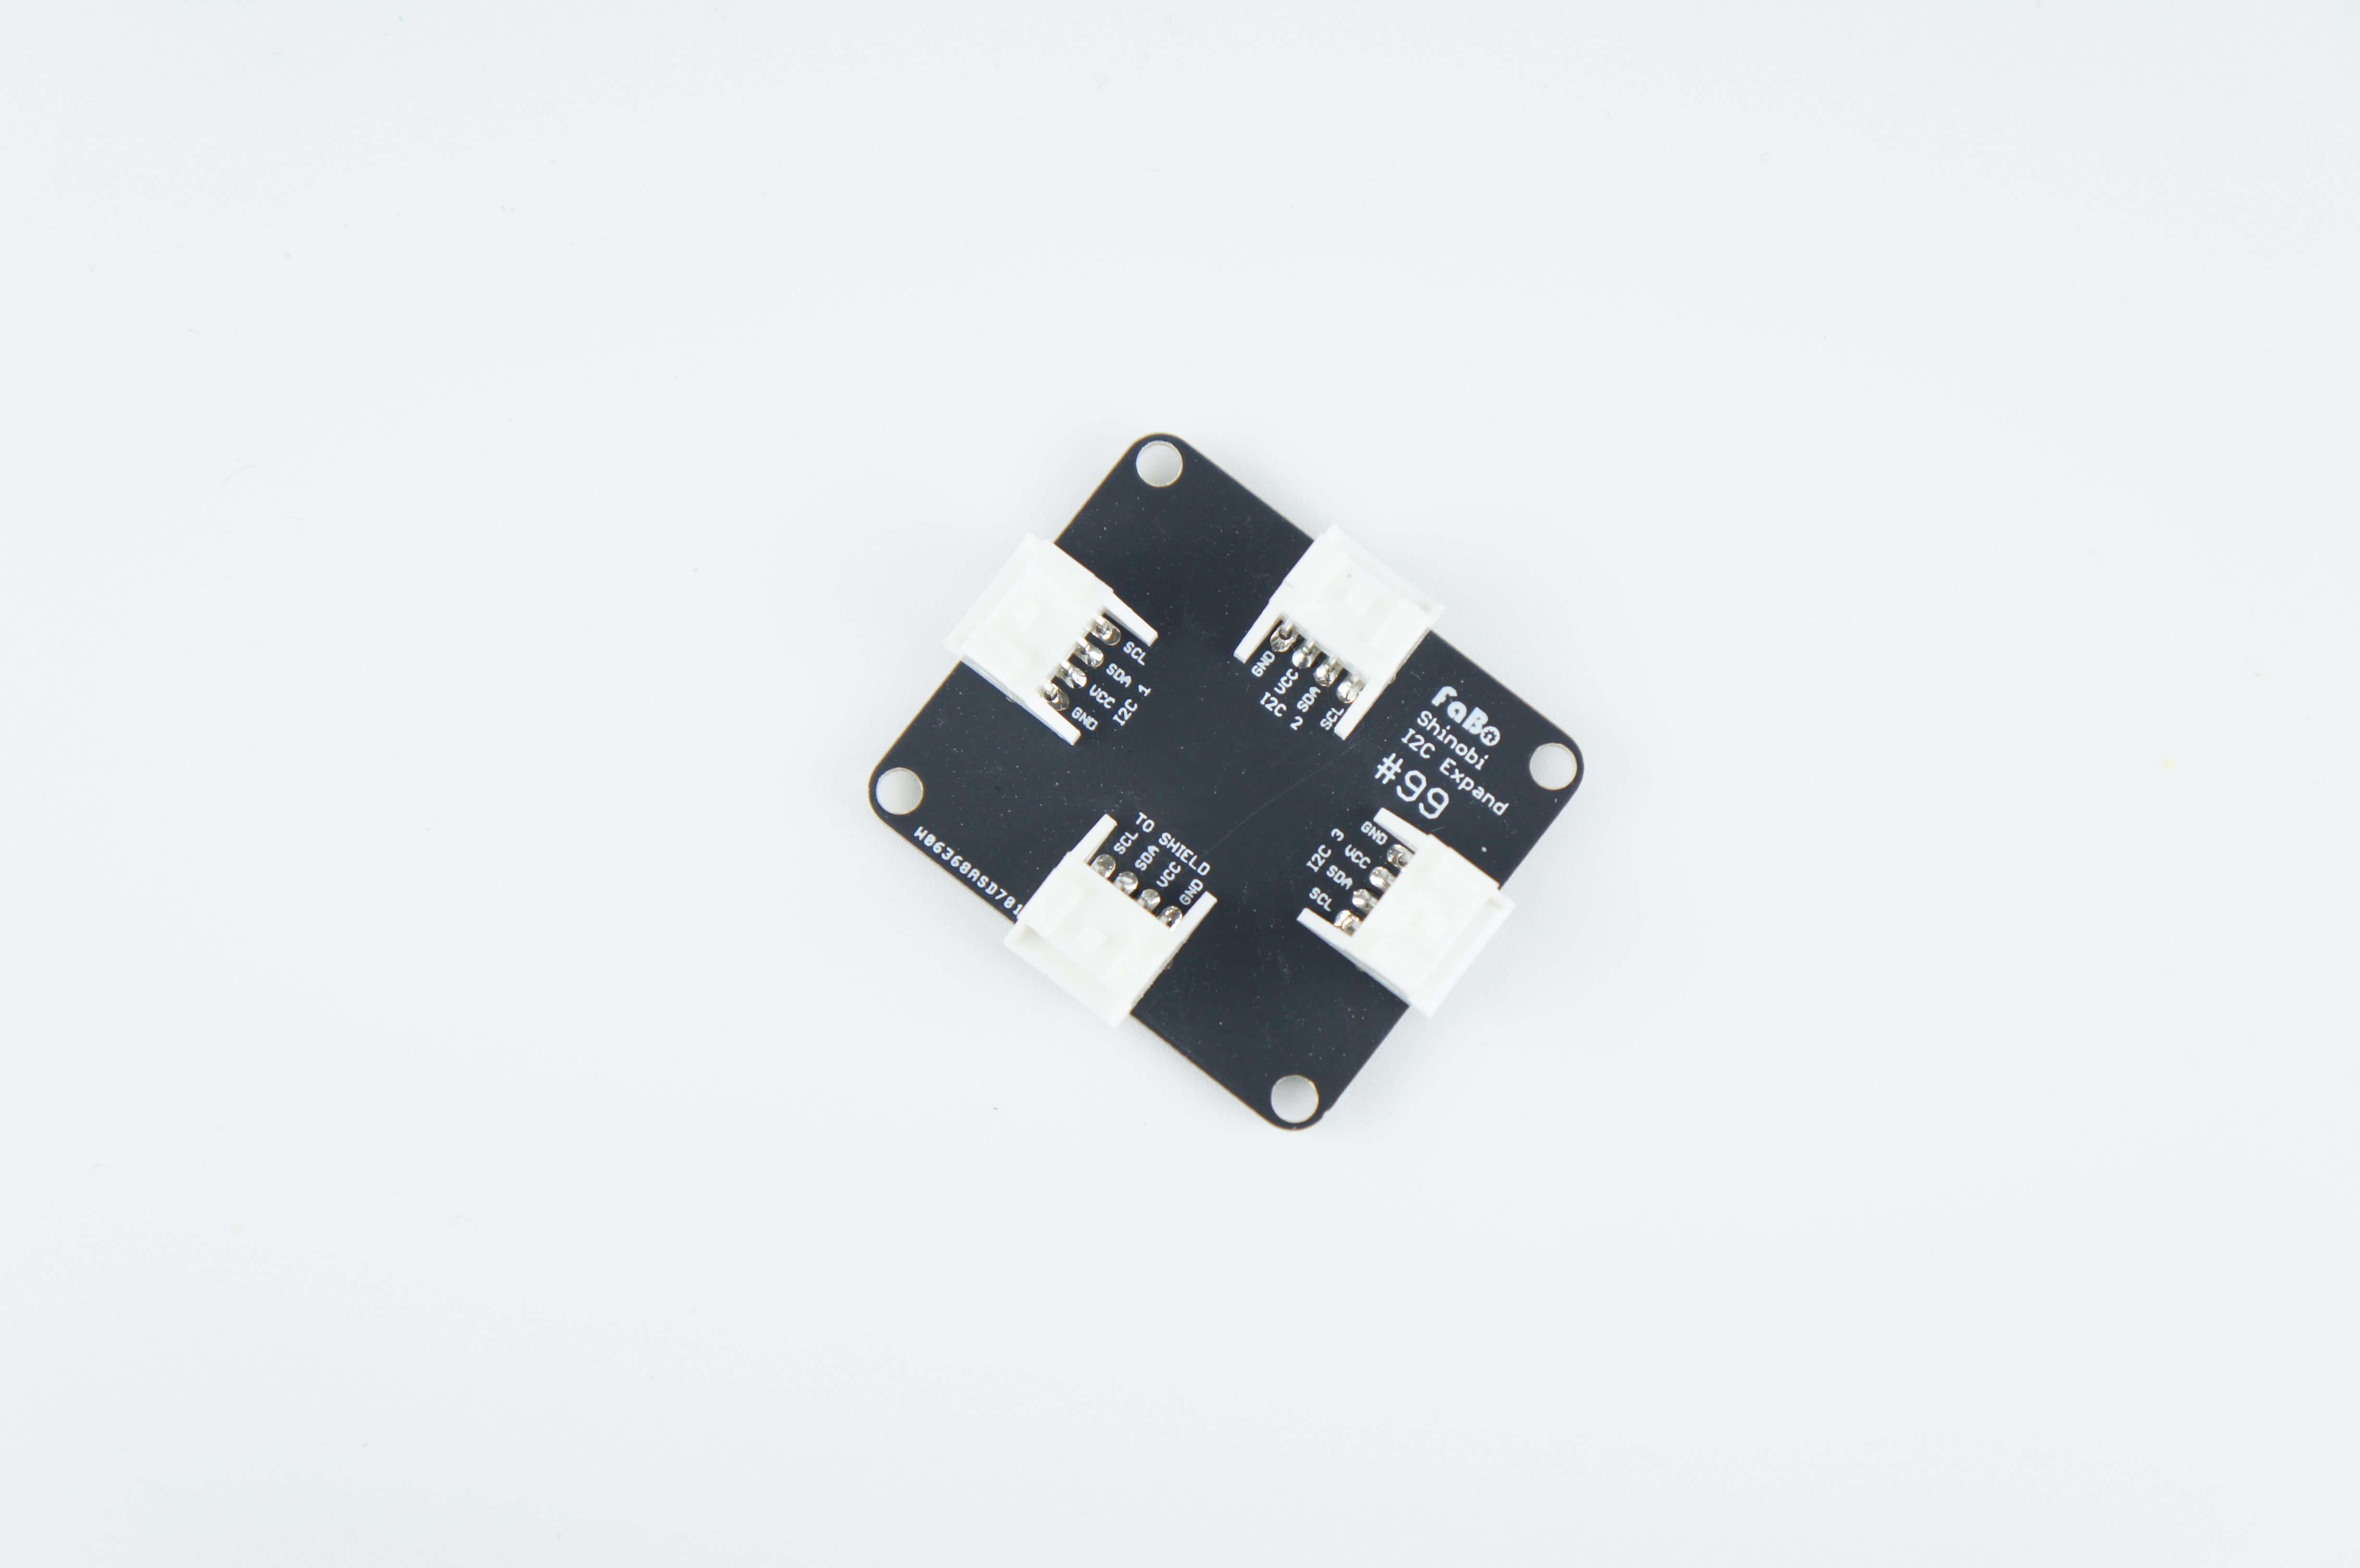 FaBo
Shinobi
I2C Expand
#99
SCL
SDA
VCC
GND
I2C 1
GND
VCC
SDA
SCL
I2C 2
GND
VCC
SDA
SCL
I2C 3
TO SHIELD
SCL
SDA
VCC
GND
W06368ASD701